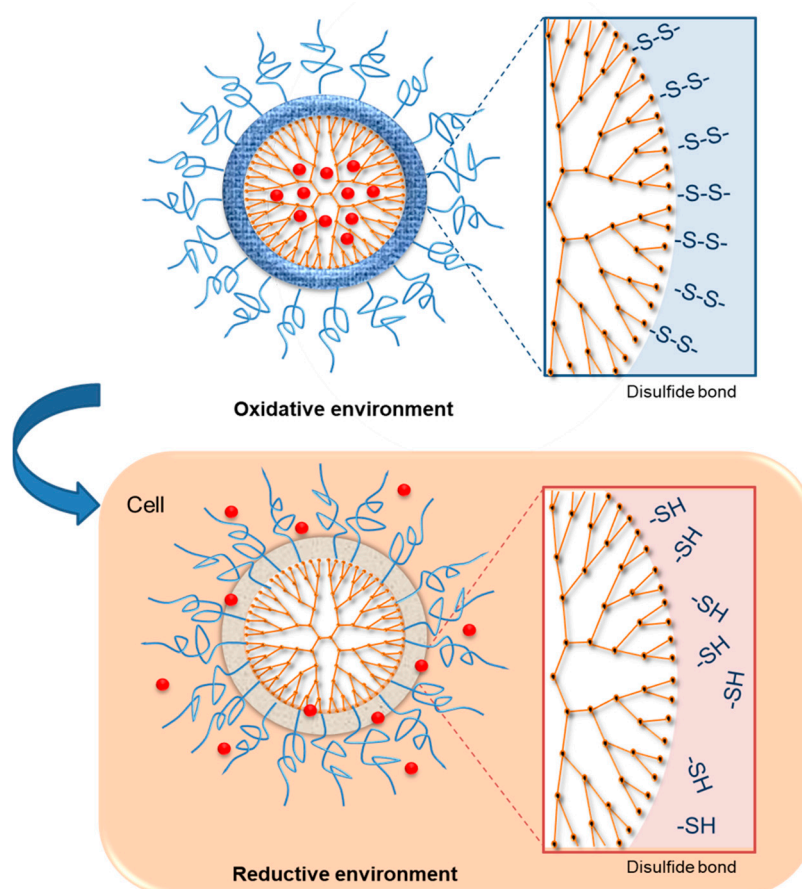 -S-S-
-S-S-
-S-S-
-S-S-
-S-S-
-S-S-
-S-S-
Disulfide bond
Oxidative environment
Cell
-SH
-SH
-SH
-SH
-SH
-SH
-SH
Disulfide bond
Reductive environment